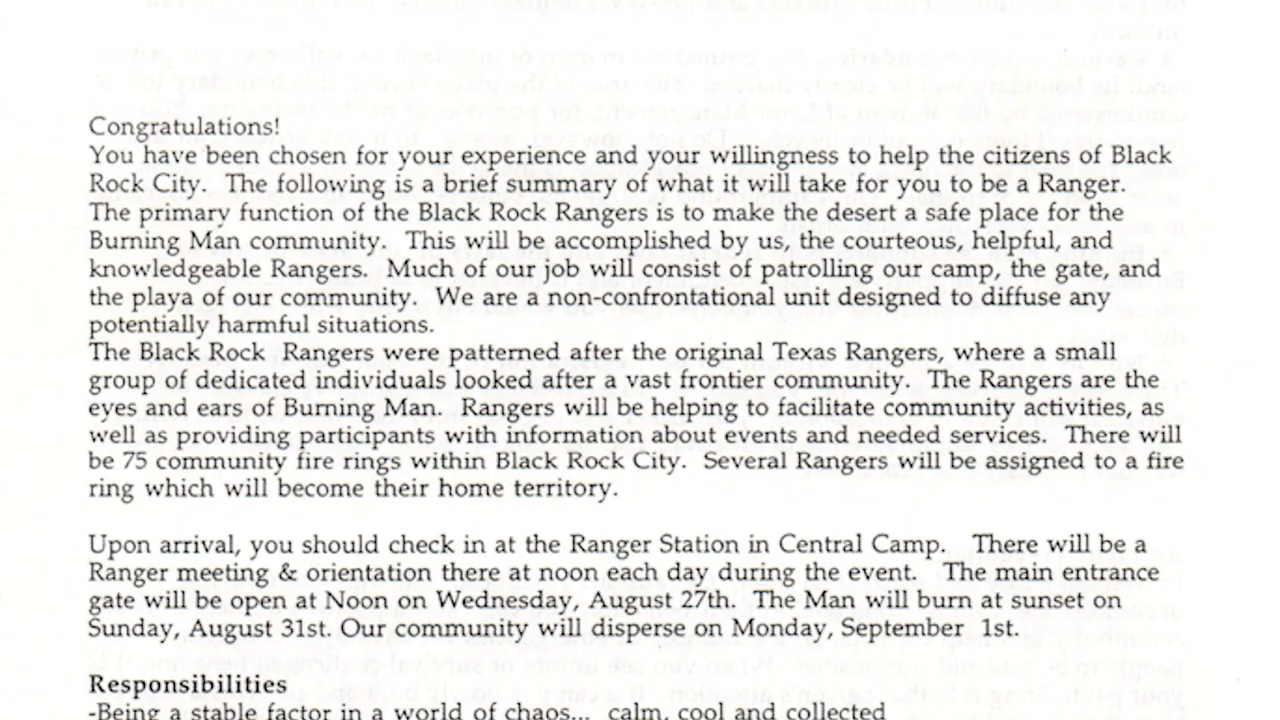 Congratulations!
You have been chosen for your experience and your willingness to help the citizens of Black
Rock City. The following is a brief summary of what it will take for you to be a Ranger.
The primary function of the Black Rock Rangers is to make the desert a safe place for the
Burning Man community. This will be accomplished by us, the courteous, helpful, and
knowledgeable Rangers. Much of our job will consist of patrolling our camp, the gate, and
the playa of our community. We are a non-confrontational unit designed to diffuse any
potentially harmful situations.
The Black Rock Rangers were patterned after the original Texas Rangers, where a small
group of dedicated individuals looked after a vast frontier community. The Rangers are the
eyes and ears of Burning Man. Rangers will be helping to facilitate community activities, as
well as providing participants with information about events and needed services. There will
be 75 community fire rings within Black Rock City. Several Rangers will be assigned to a fire
ring which will become their home territory.
Upon arrival, you should check in at the Ranger Station in Central Camp. There will be a
Ranger meeting & orientation there at noon each day during the event. The main entrance
gate will be open at Noon on Wednesday, August 27th. The Man will burn at sunset on
Sunday, August 31st. Our community will disperse on Monday, September 1st.
Responsibilities
-Being a stable factor in a world of chaos... calm, cool and collected